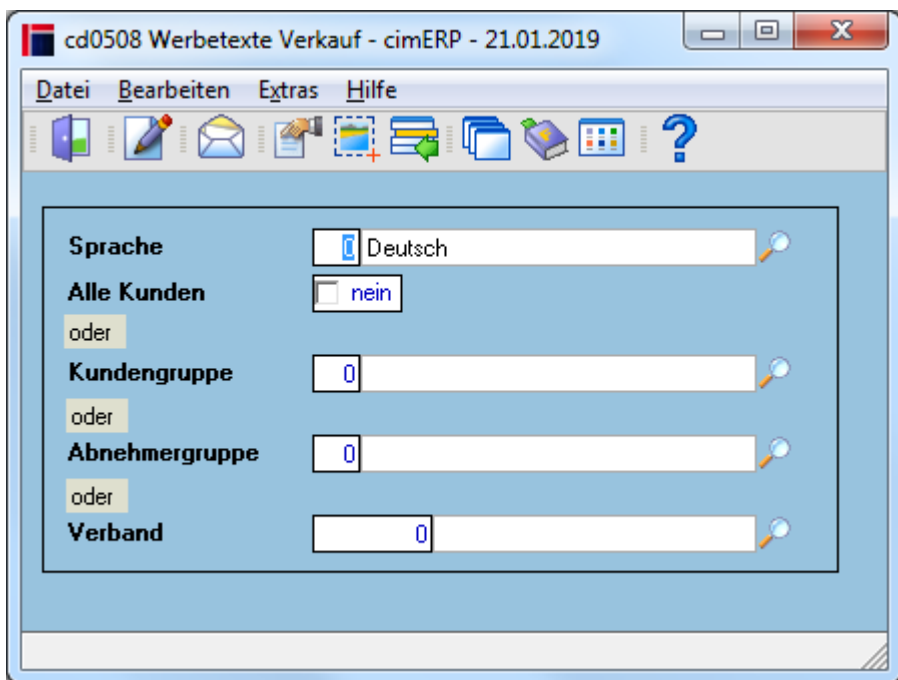 cd0508 Werbetexte Verkauf - cimERP - 21.01.2019
Datei Bearbeiten Extras Hilfe
Sprache 0 Deutsch
Alle Kunden nein
oder
Kundengruppe 0
oder
Abnehmergruppe 0
oder
Verband 0